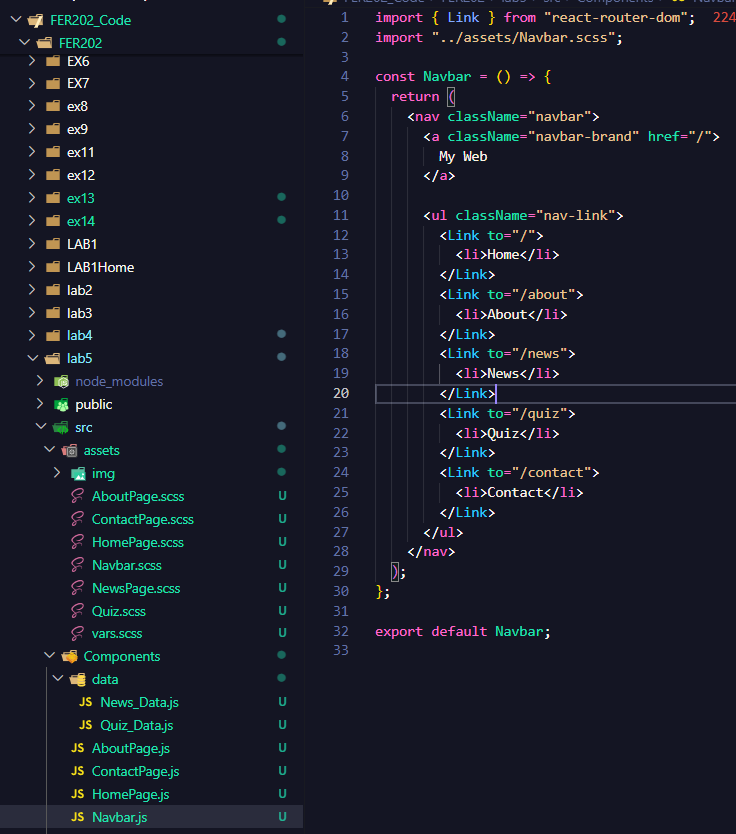 FER202_Code
FER202
EX6
EX7
ex8
ex9
ex11
ex12
ex13
ex14
LAB1
LAB1Home
lab2
lab3
lab4
lab5
node_modules
public
src
assets
img
AboutPage.scss U
ContactPage.scss U
HomePage.scss U
Navbar.scss U
NewsPage.scss U
Quiz.scss U
vars.scss U
Components
data
JS News_Data.js U
JS Quiz_Data.js U
JS AboutPage.js U
JS ContactPage.js U
JS HomePage.js U
JS Navbar.js U
1 import { Link } from "react-router-dom"; 224
2 import "../assets/Navbar.scss";
3
4 const Navbar = () => {
5 return (
6 <nav className="navbar">
7 <a className="navbar-brand" href="/">
8 My Web
9 </a>
10
11 <ul className="nav-link">
12 <Link to="/">
13 <li>Home</li>
14 </Link>
15 <Link to="/about">
16 <li>About</li>
17 </Link>
18 <Link to="/news">
19 <li>News</li>
20 </Link>
21 <Link to="/quiz">
22 <li>Quiz</li>
23 </Link>
24 <Link to="/contact">
25 <li>Contact</li>
26 </Link>
27 </ul>
28 </nav>
29 );
30 };
31
32 export default Navbar;
33